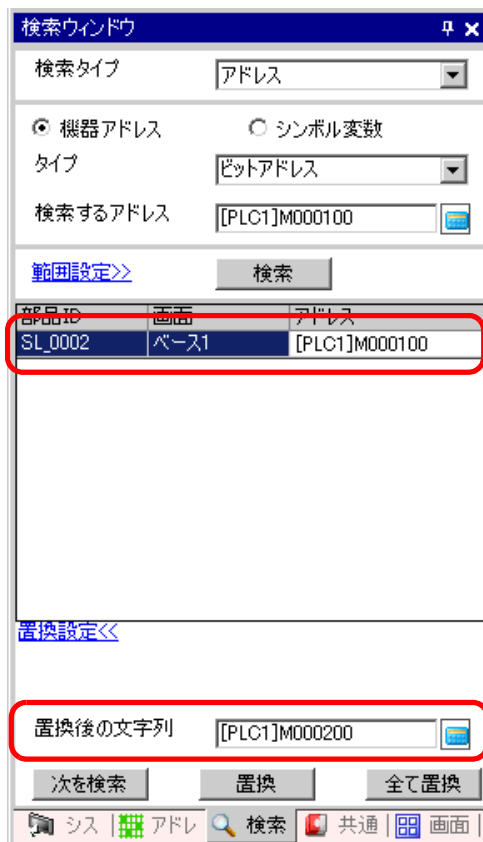 検索ウィンドウ
検索タイプ アドレス
機器アドレス シンボル変数
タイプ ビットアドレス
検索するアドレス [PLC1]M000100
範囲設定>> 検索
部品ID 画面 アドレス
SL_0002 ベース1 [PLC1]M000100
置換設定<<
置換後の文字列 [PLC1]M000200
次を検索 置換 全て置換
シス アドレ 検索 共通 画面